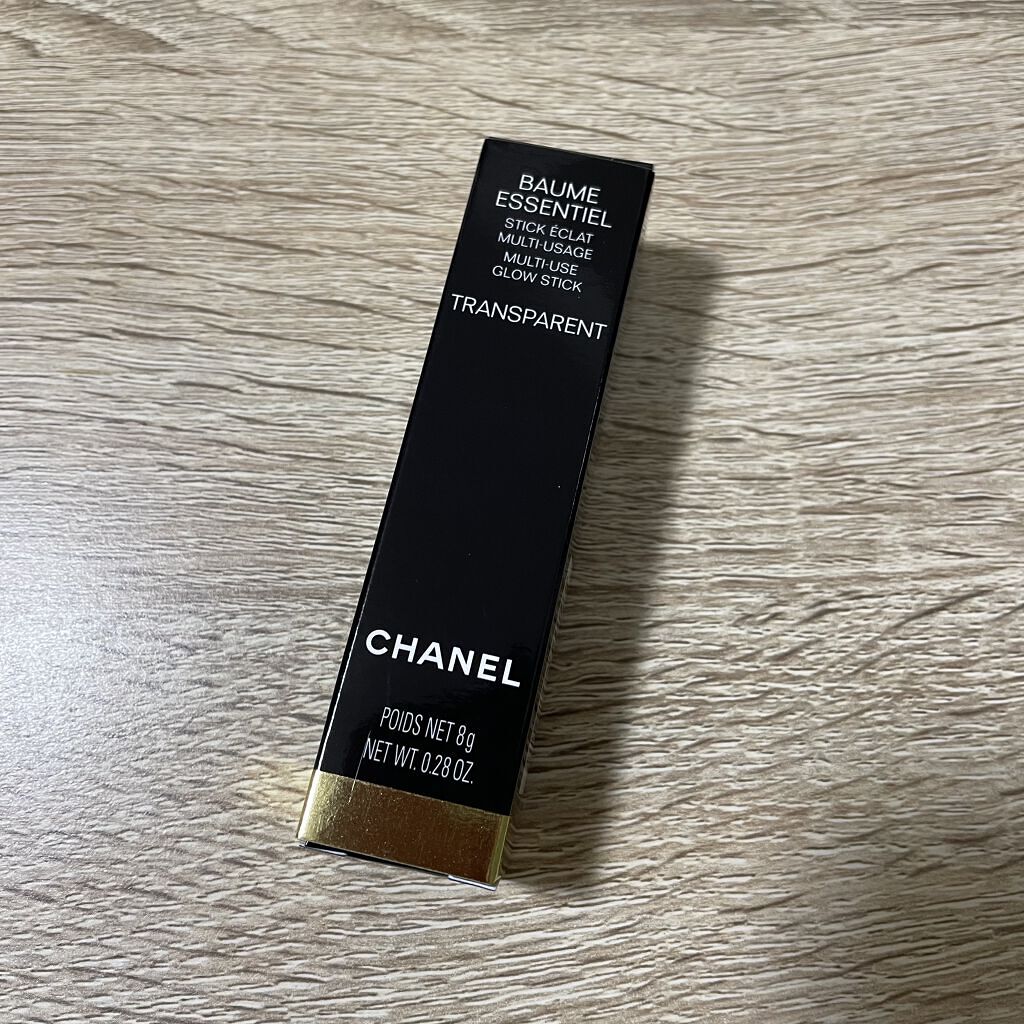 BAUME
ESSENTIEL
STICK ÉCLAT
MULTI-USAGE
MULTI-USE
GLOW STICK
TRANSPARENT
CHANEL
POIDS NET 8g
NET WT. 0.28 OZ.